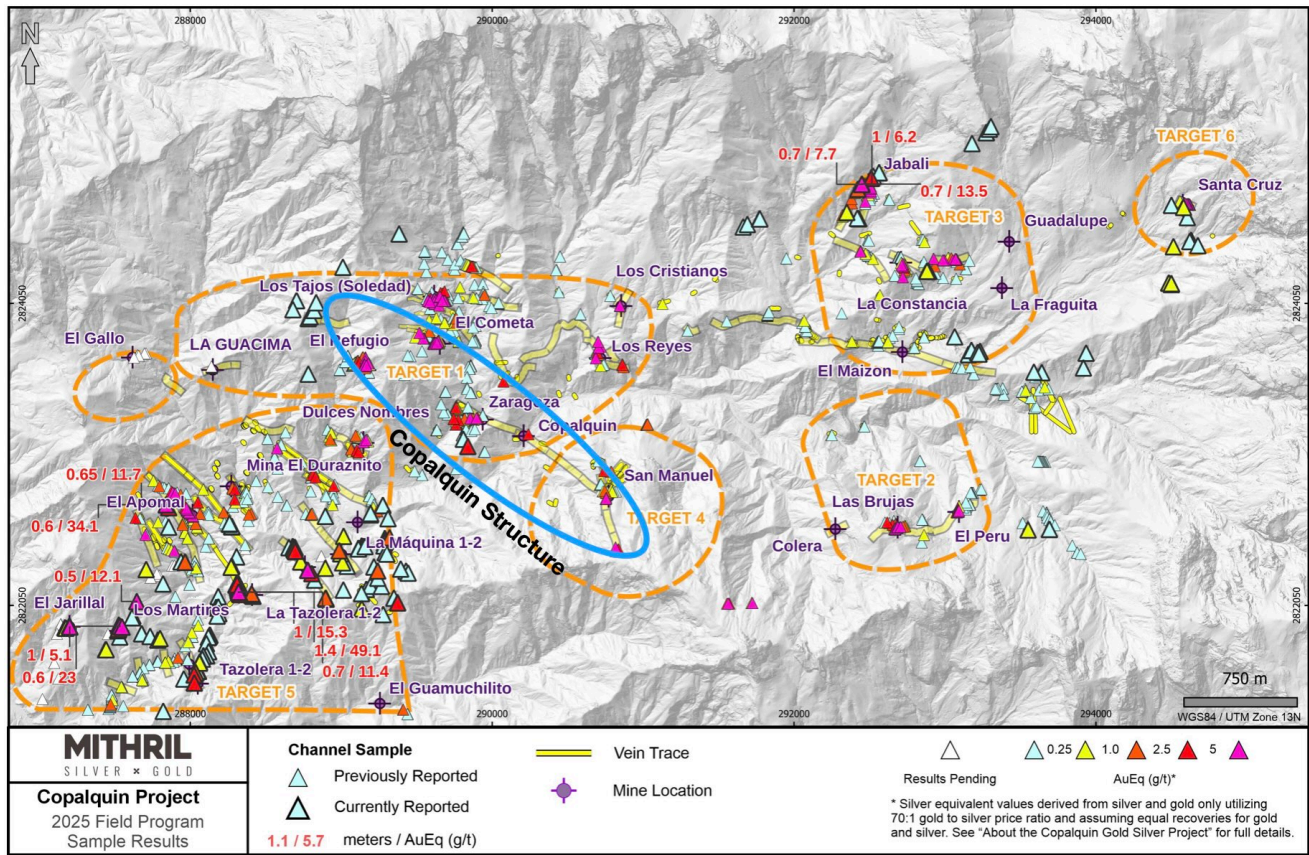 288000
290000
292000
294000
N
TARGET 6
1 / 6.2
0.7 / 7.7
Jabali
Santa Cruz
0.7 / 13.5
TARGET 3
Guadalupe
Los Cristianos
Los Tajos (Soledad)
2824050
2824050
La Constancia
La Fraguita
El Cometa
El Gallo
LA GUACIMA
El Refugio
Los Reyes
TARGET 1
El Maizon
Zaragoza
Dulces Nombres
Copalquin
Copalquin Structure
Mina El Duraznito
San Manuel
0.65 / 11.7
TARGET 2
El Apomal
Las Brujas
0.6 / 34.1
TARGET 4
La Máquina 1-2
Colera
El Peru
0.5 / 12.1
El Jarillal
Los Martires
La Tazolera 1-2
2822050
2822050
1 / 15.3
1.4 / 49.1
1 / 5.1
0.6 / 23
0.7 / 11.4
Tazolera 1-2
TARGET 5
El Guamuchilito
750 m
288000
290000
292000
294000
WGS84 / UTM Zone 13N
MITHRIL
SILVER × GOLD
Copalquin Project
2025 Field Program
Sample Results
Channel Sample
Previously Reported
Currently Reported
1.1 / 5.7 meters / AuEq (g/t)
Vein Trace
Mine Location
0.25 1.0 2.5 5
Results Pending AuEq (g/t)*
* Silver equivalent values derived from silver and gold only utilizing
70:1 gold to silver price ratio and assuming equal recoveries for gold
and silver. See “About the Copalquin Gold Silver Project” for full details.